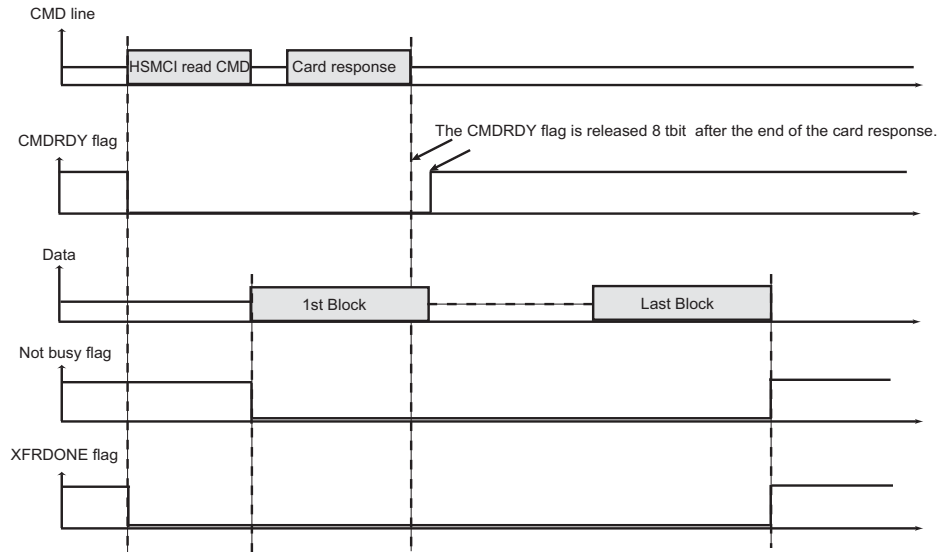 CMD line
HSMCI read CMD
Card response
The CMDRDY flag is released 8 tbit after the end of the card response.
CMDRDY flag
Data
1st Block
Last Block
Not busy flag
XFRDONE flag